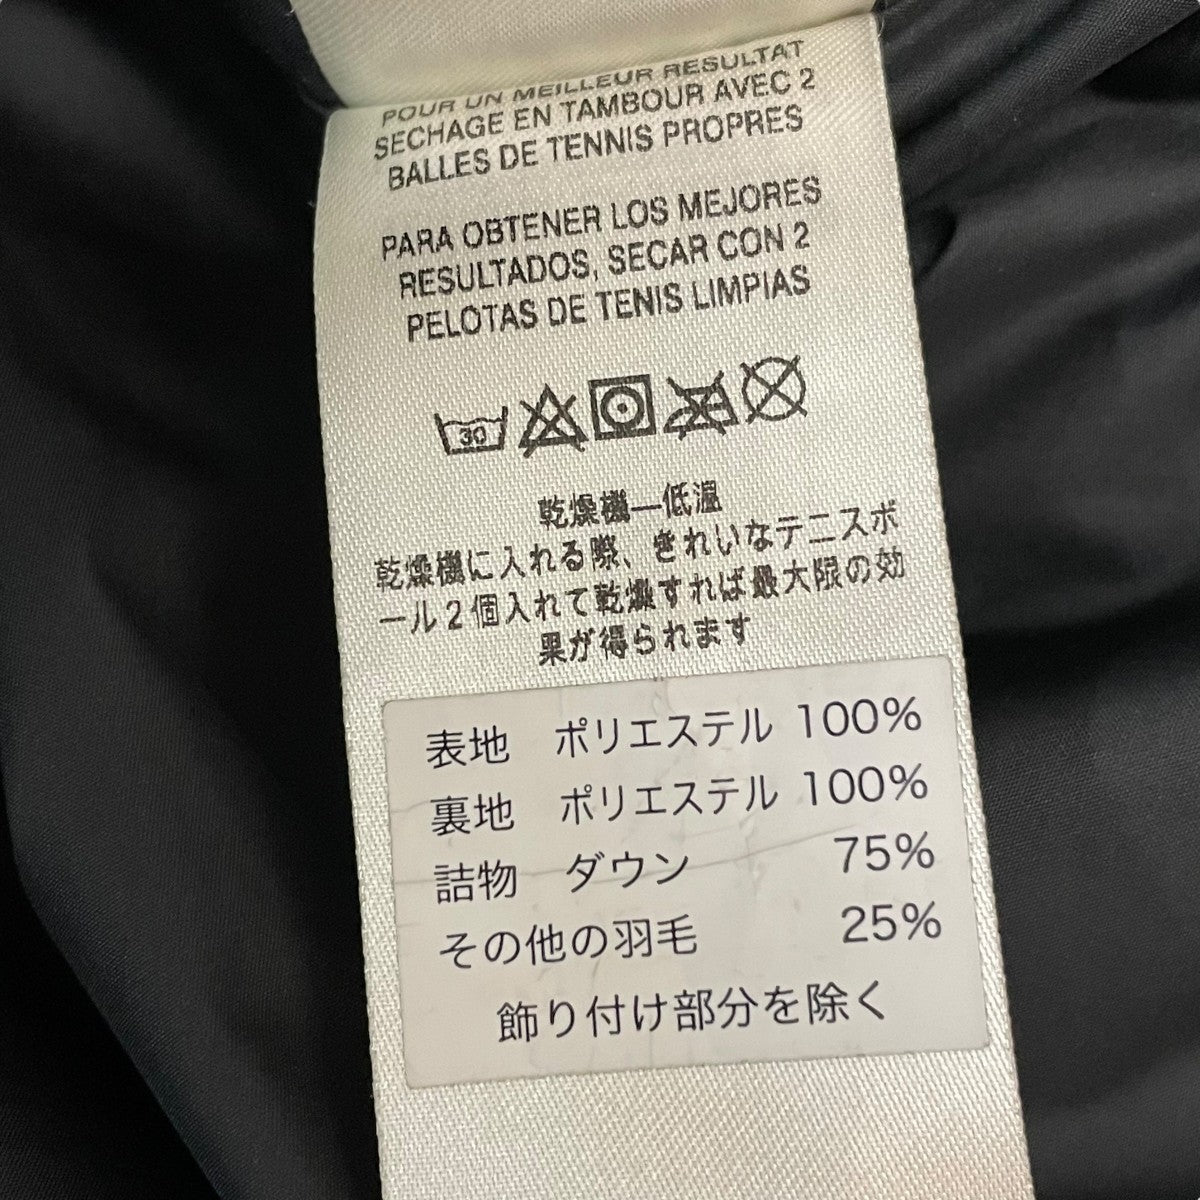 POUR UN MEILLEUR RESULTAT
SECHAGE EN TAMBOUR AVEC 2
BALLES DE TENNIS PROPRES
PARA OBTENER LOS MEJORES
RESULTADOS, SECAR CON 2
PELOTAS DE TENIS LIMPIAS
30
乾燥機—低温
乾燥機に入れる際、きれいなテニスボ
ール2個入れて乾燥すれば最大限の効
果が得られます
表地 ポリエステル 100%
裏地 ポリエステル 100%
詰物 ダウン 75%
その他の羽毛 25%
飾り付け部分を除く